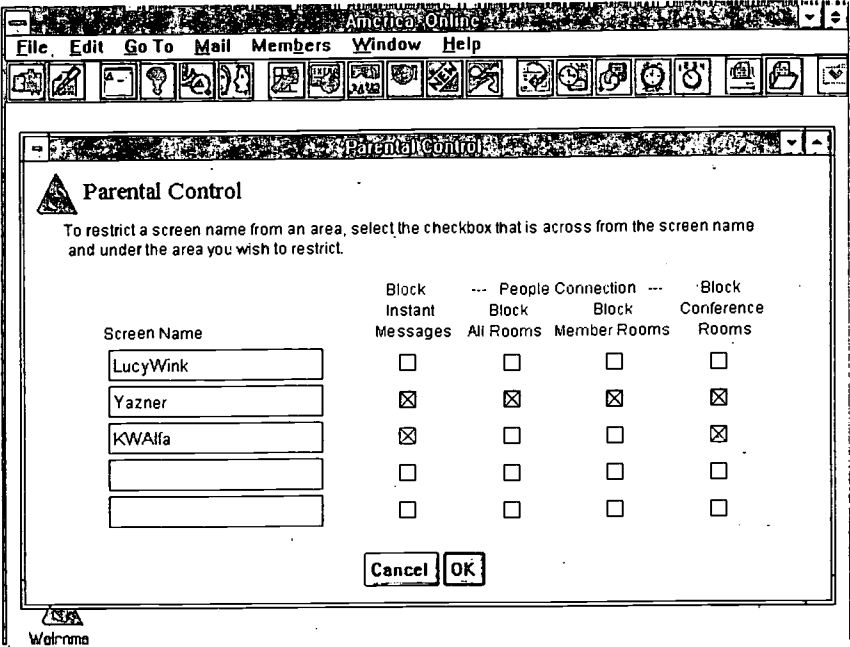 America Online
File Edit Go To Mail Members Window Help
Parental Control
Parental Control
To restrict a screen name from an area, select the checkbox that is across from the screen name
and under the area you wish to restrict.
Block --- People Connection --- Block
Instant Block Block Conference
Screen Name Messages All Rooms Member Rooms Rooms
LucyWink
Yazner
KWAlfa
Cancel OK
Welcome